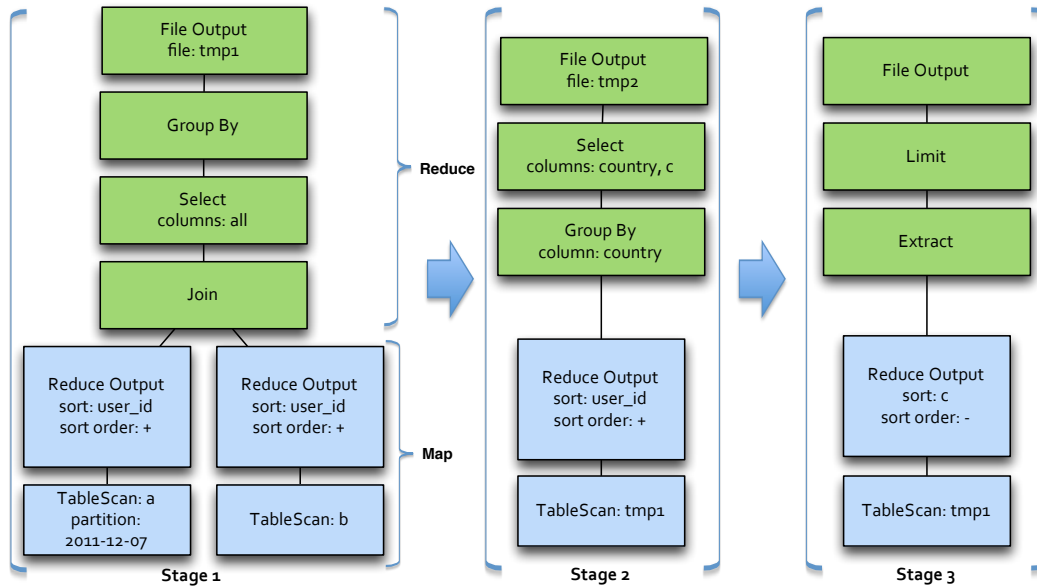 File Output
file: tmp1
Group By
Select
columns: all
Join
Reduce
Reduce Output
sort: user_id
sort order: +
Reduce Output
sort: user_id
sort order: +
Map
TableScan: a
partition:
2011-12-07
TableScan: b
Stage 1
File Output
file: tmp2
Select
columns: country, c
Group By
column: country
Reduce Output
sort: user_id
sort order: +
TableScan: tmp1
Stage 2
File Output
Limit
Extract
Reduce Output
sort: c
sort order: -
TableScan: tmp1
Stage 3